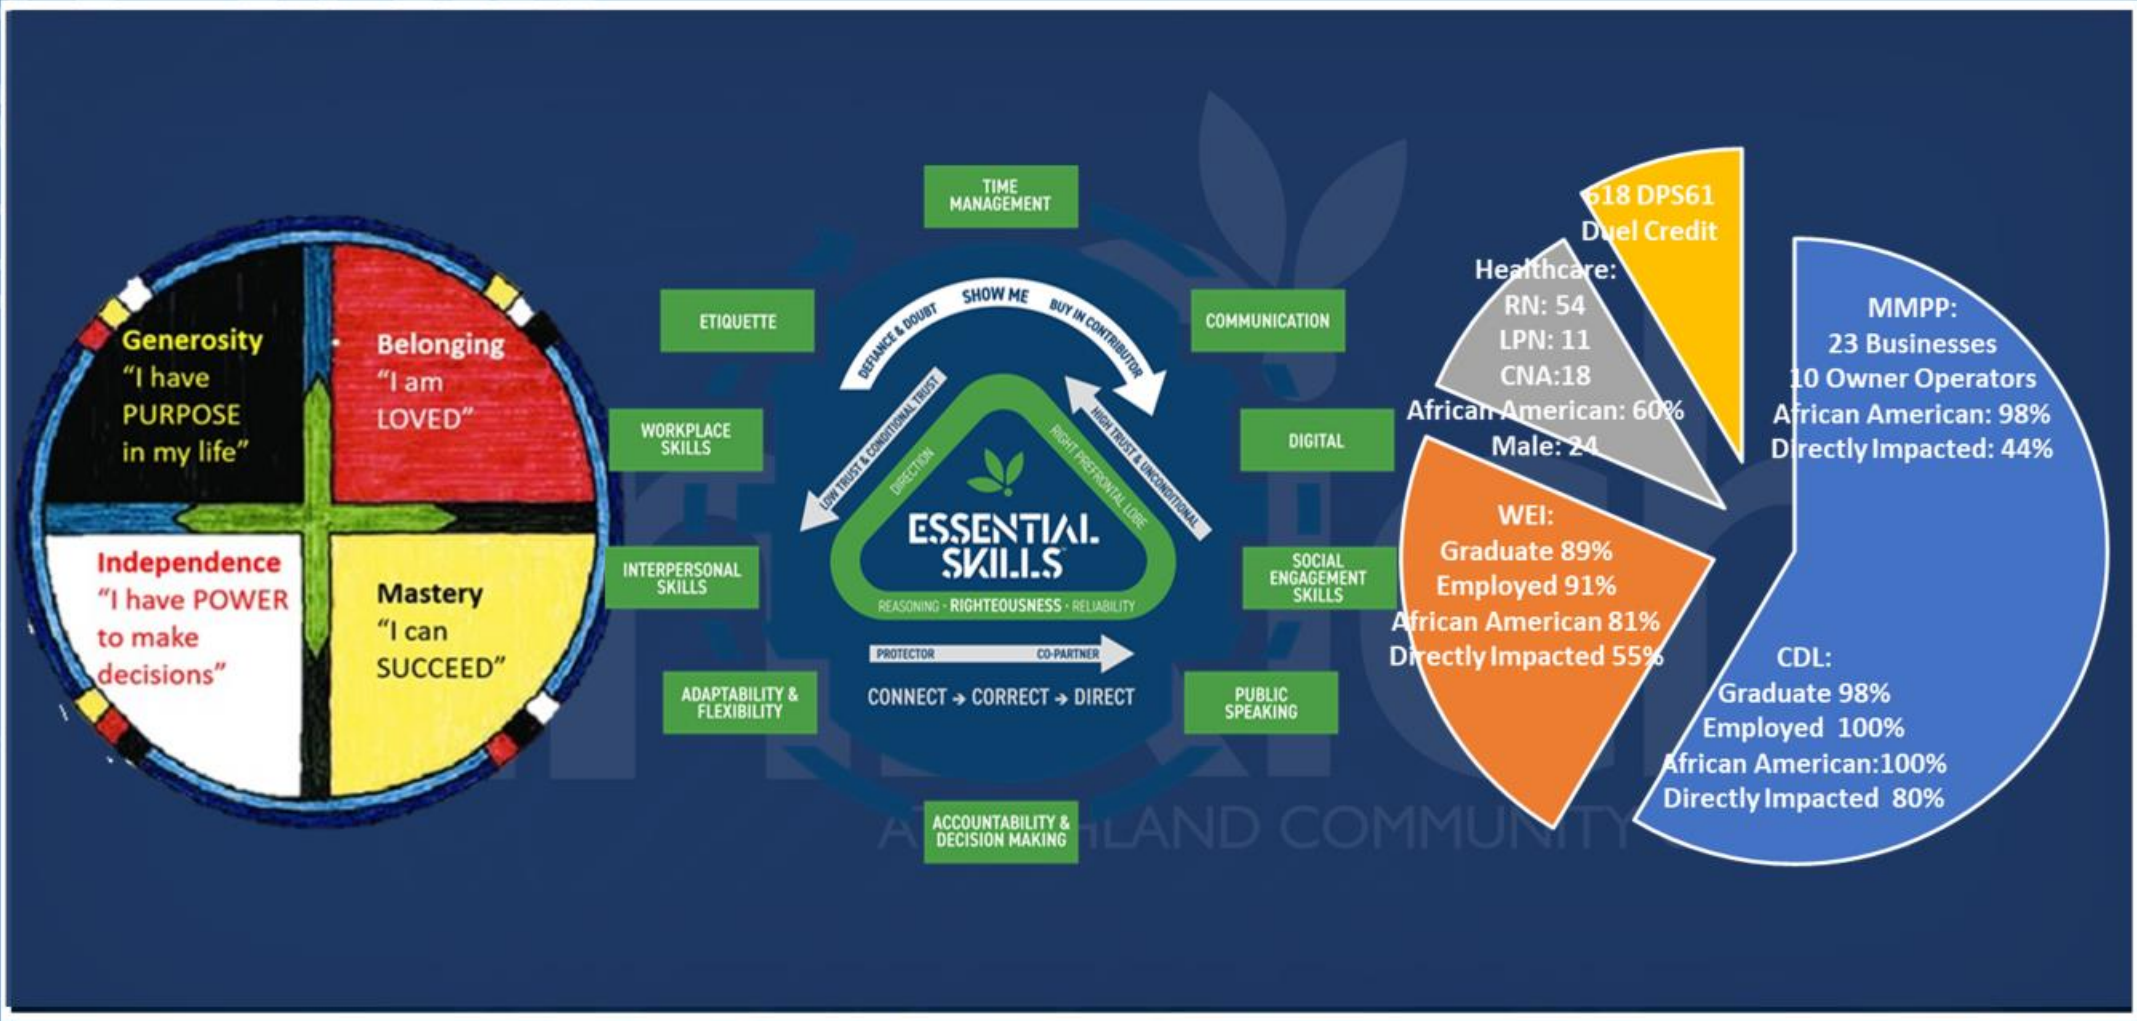 Generosity
“I have
PURPOSE
in my life”
Belonging
“I am
LOVED”
Independence
“I have POWER
to make
decisions”
Mastery
“I can
SUCCEED”
TIME
MANAGEMENT
ETIQUETTE
COMMUNICATION
WORKPLACE
SKILLS
DIGITAL
INTERPERSONAL
SKILLS
SOCIAL
ENGAGEMENT
SKILLS
ADAPTABILITY &
FLEXIBILITY
PUBLIC
SPEAKING
ACCOUNTABILITY &
DECISION MAKING
DEFIANCE & DOUBT
SHOW ME
BUY IN CONTRIBUTOR
LOW TRUST & CONDITIONAL TRUST
HIGH TRUST & UNCONDITIONAL
DIRECTION
RIGHT PREFRONTAL LOBE
ESSENTIAL
SKILLS
REASONING · RIGHTEOUSNESS · RELIABILITY
PROTECTOR
CO-PARTNER
CONNECT → CORRECT → DIRECT
618 DPS61
Duel Credit
Healthcare:
RN: 54
LPN: 11
CNA:18
African American: 60%
Male: 24
WEI:
Graduate 89%
Employed 91%
African American 81%
Directly Impacted 55%
MMPP:
23 Businesses
10 Owner Operators
African American: 98%
Directly Impacted: 44%
CDL:
Graduate 98%
Employed 100%
African American:100%
Directly Impacted 80%
COMMUNITY